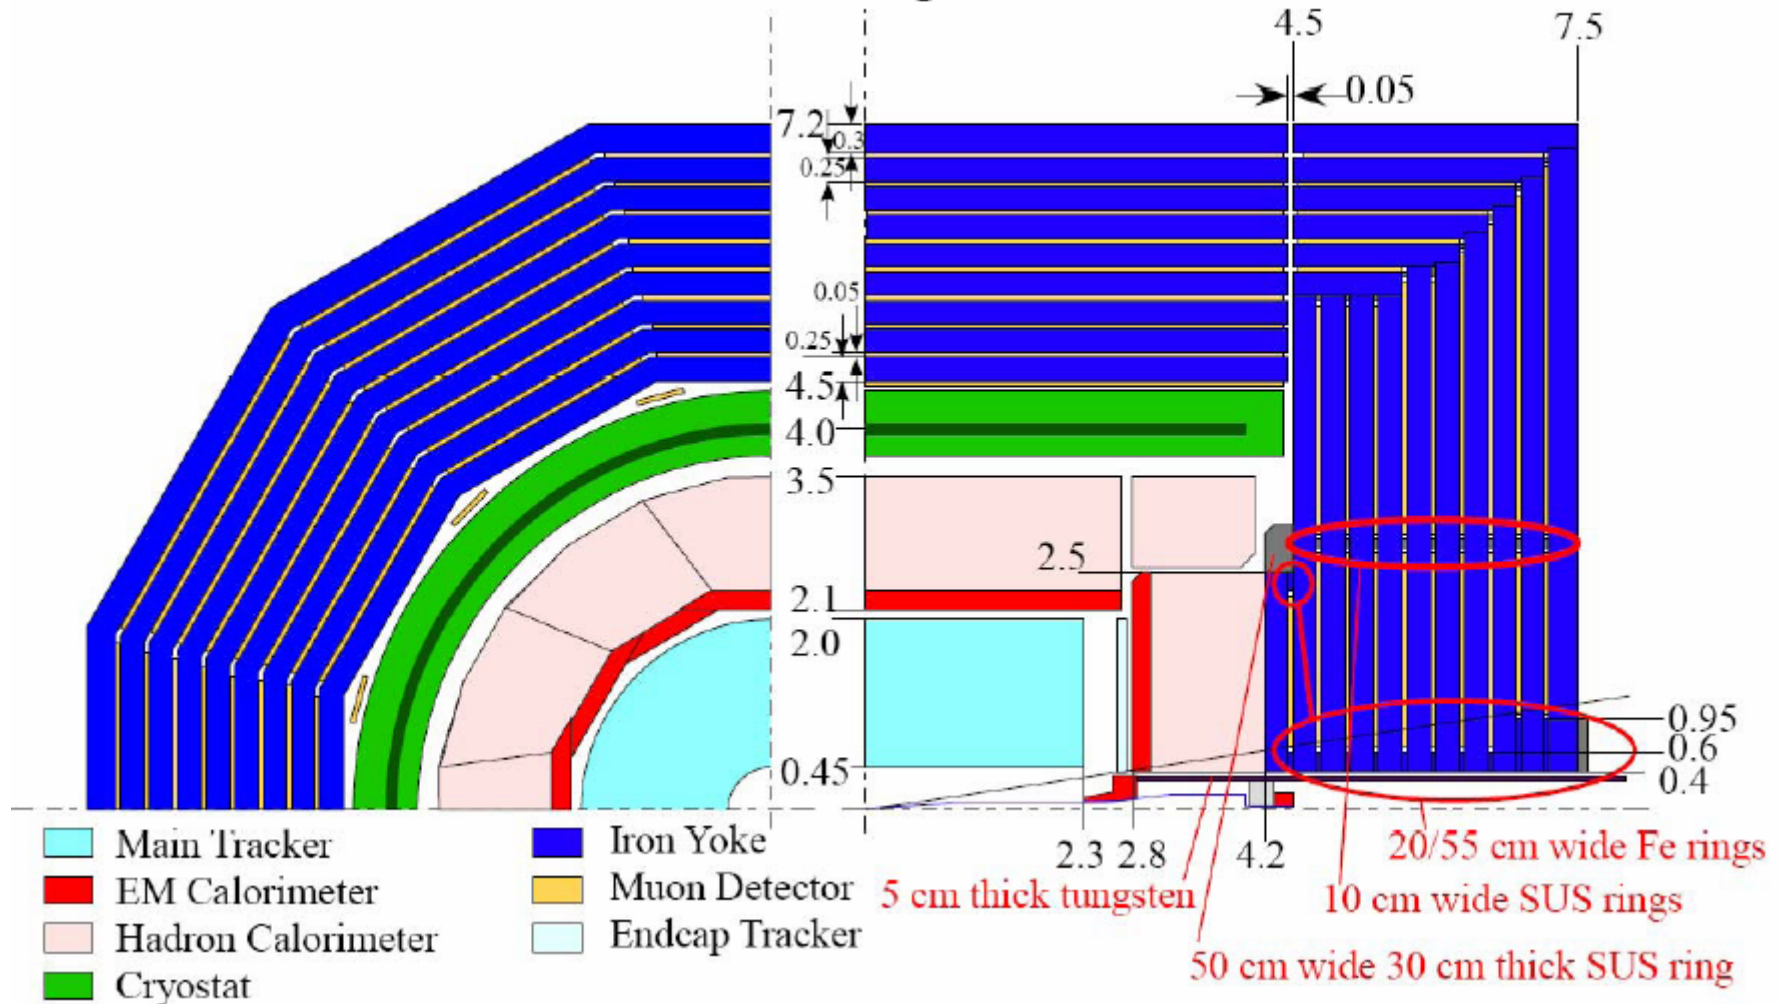 4.5
7.5
0.05
7.2
0.3
0.25
0.05
0.25
4.5
4.0
3.5
2.5
2.1
2.0
0.95
0.6
0.45
0.4
2.3 2.8 4.2
Main Tracker
EM Calorimeter
Hadron Calorimeter
Cryostat
Iron Yoke
Muon Detector
Endcap Tracker
20/55 cm wide Fe rings
5 cm thick tungsten
10 cm wide SUS rings
50 cm wide 30 cm thick SUS ring